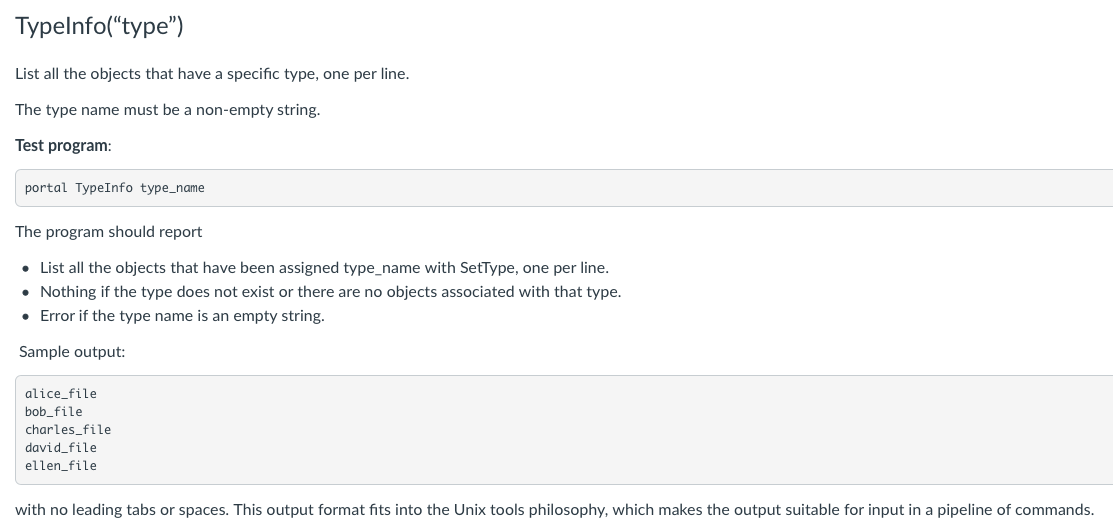 TypeInfo(“type”)
List all the objects that have a specific type, one per line.
The type name must be a non-empty string.
Test program:
portal TypeInfo type_name
The program should report
• List all the objects that have been assigned type_name with SetType, one per line.
• Nothing if the type does not exist or there are no objects associated with that type.
• Error if the type name is an empty string.
Sample output:
alice_file
bob_file
charles_file
david_file
ellen_file
with no leading tabs or spaces. This output format fits into the Unix tools philosophy, which makes the output suitable for input in a pipeline of commands.